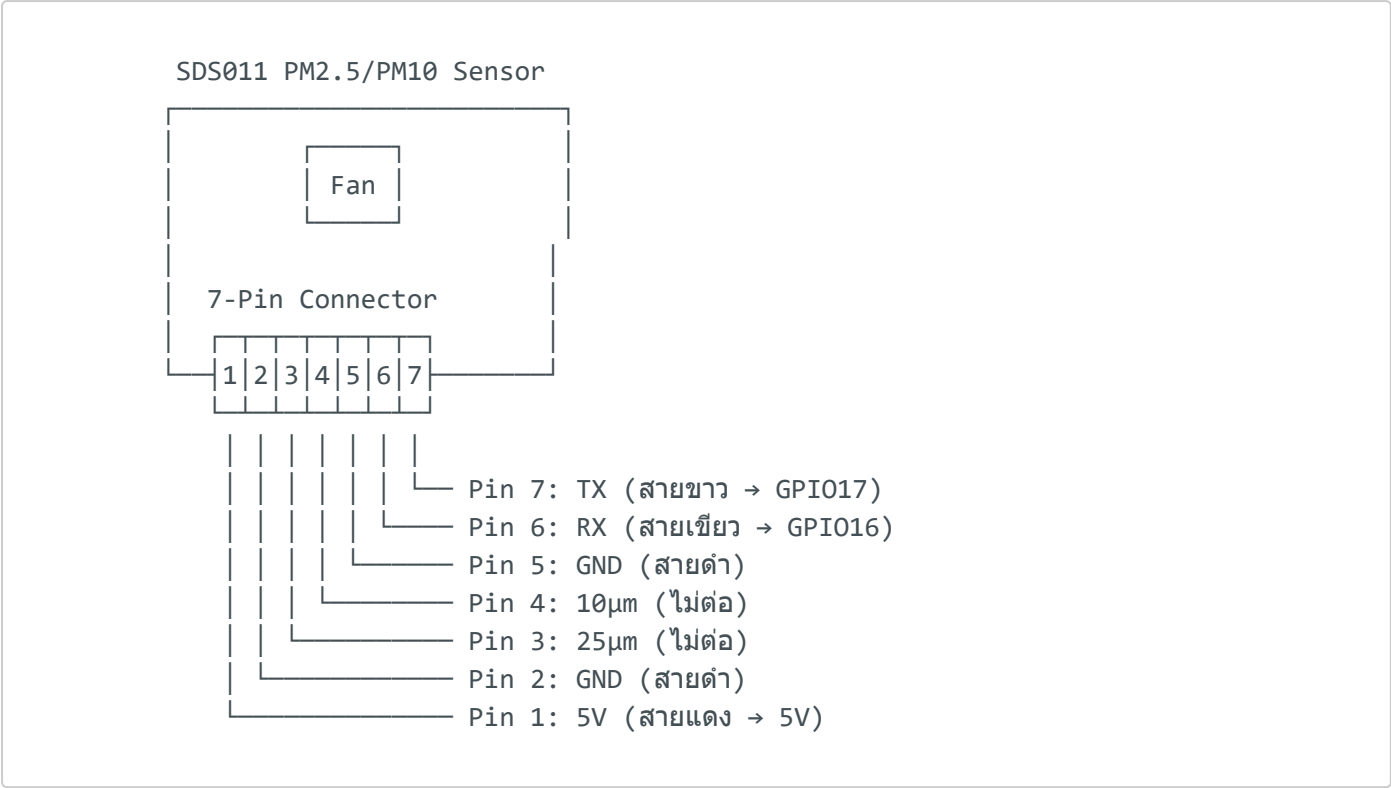 SDS011 PM2.5/PM10 Sensor
Fan
7-Pin Connector
1 2 3 4 5 6 7
Pin 7: TX (สายขาว → GPIO17)
Pin 6: RX (สายเขียว → GPIO16)
Pin 5: GND (สายดำ)
Pin 4: 10µm (ไม่ต่อ)
Pin 3: 25µm (ไม่ต่อ)
Pin 2: GND (สายดำ)
Pin 1: 5V (สายแดง → 5V)